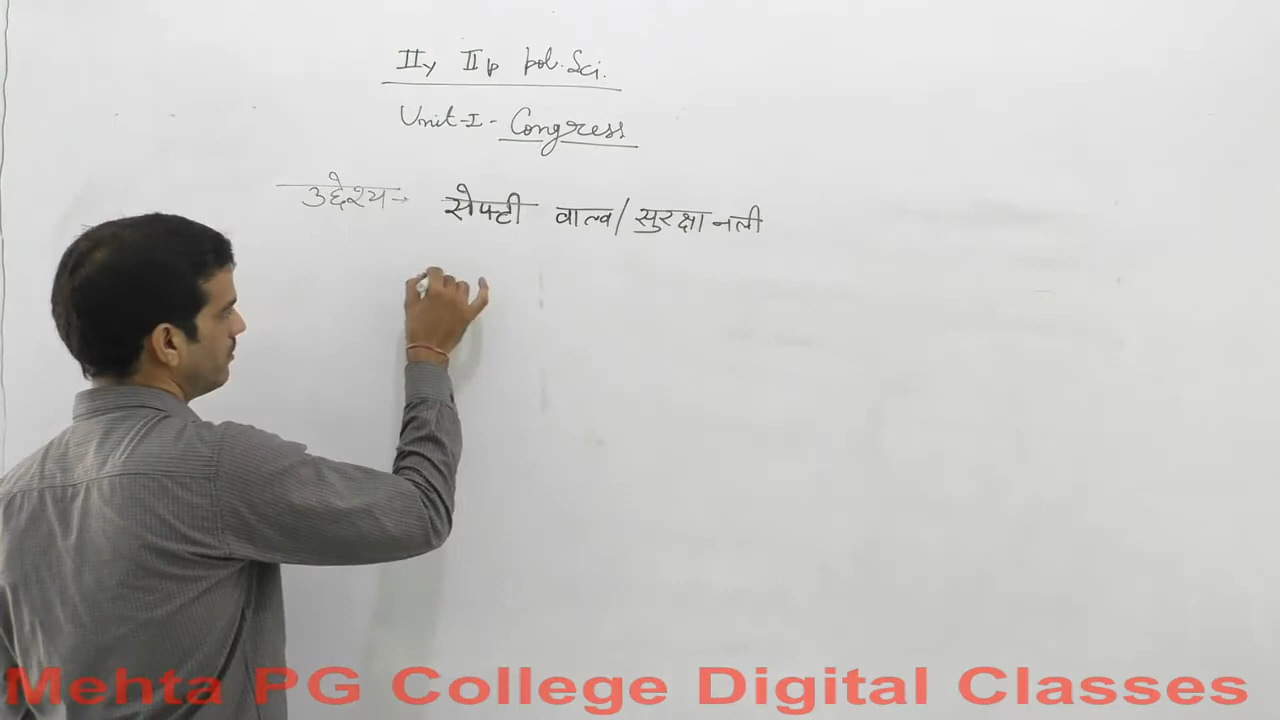 IIy IIp pol. Sci.
Unit-I- Congress
उद्देश्य→ सेफ्टी वाल्व/सुरक्षा नली
Mehta PG College Digital Classes